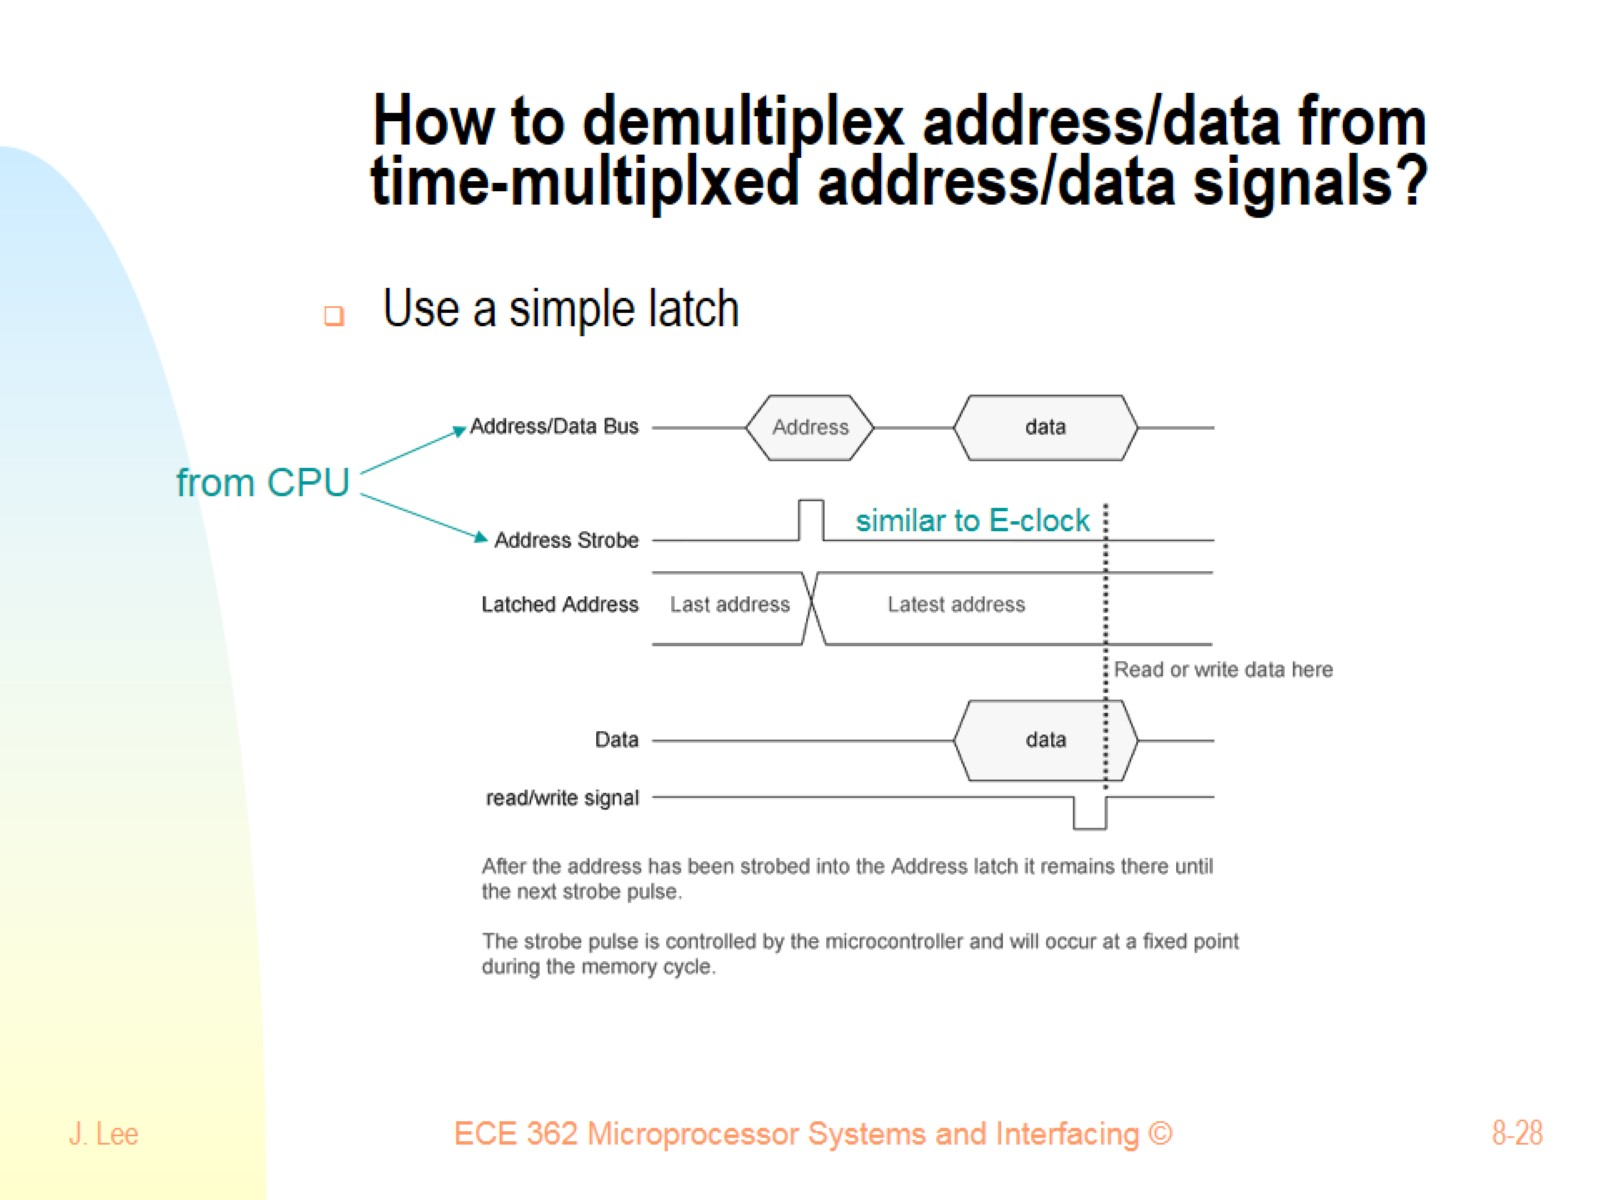 How to demultiplex address/data from
time-multiplxed address/data signals?
Use a simple latch
from CPU
Address/Data Bus
Address
data
Address Strobe
similar to E-clock
Latched Address
Last address
Latest address
Read or write data here
Data
data
read/write signal
After the address has been strobed into the Address latch it remains there until
the next strobe pulse.
The strobe pulse is controlled by the microcontroller and will occur at a fixed point
during the memory cycle.
J. Lee
ECE 362 Microprocessor Systems and Interfacing ©
8-28